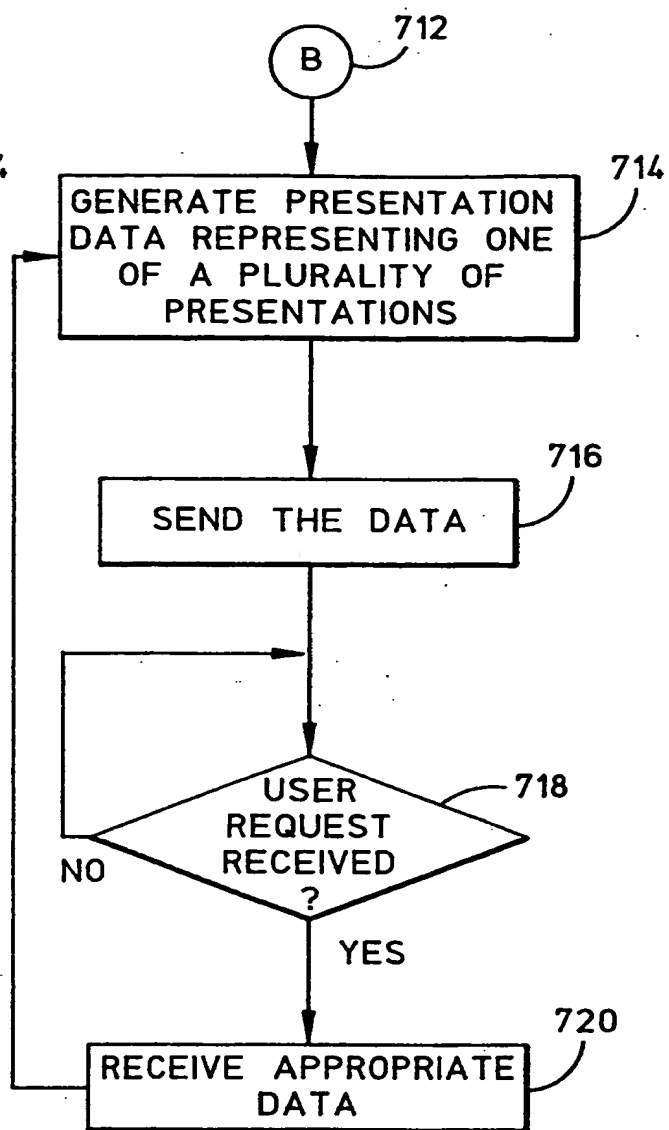 712
B
714
GENERATE PRESENTATION
DATA REPRESENTING ONE
OF A PLURALITY OF
PRESENTATIONS
716
SEND THE DATA
718
USER
REQUEST
RECEIVED
?
NO
YES
720
RECEIVE APPROPRIATE
DATA